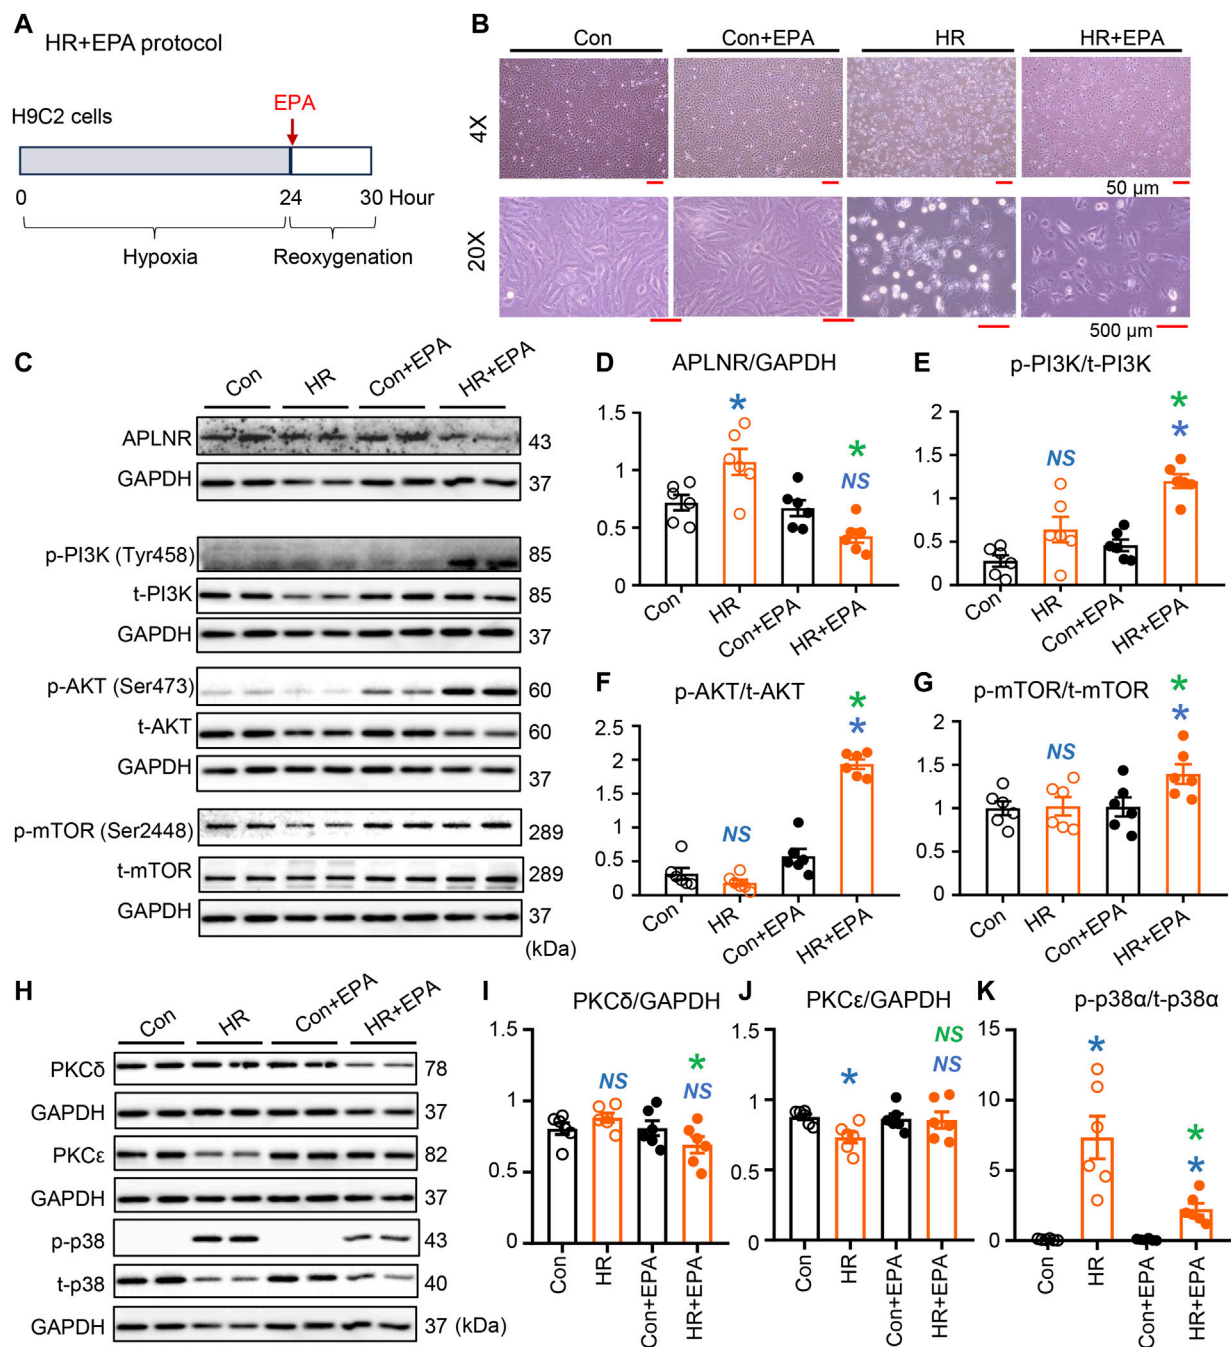 A
HR+EPA protocol
EPA
H9C2 cells
0 24 30 Hour
Hypoxia Reoxygenation
B
Con Con+EPA HR HR+EPA
4X
50 µm
20X
500 µm
C
Con HR Con+EPA HR+EPA
APLNR 43
GAPDH 37
p-PI3K (Tyr458) 85
t-PI3K 85
GAPDH 37
p-AKT (Ser473) 60
t-AKT 60
GAPDH 37
p-mTOR (Ser2448) 289
t-mTOR 289
GAPDH 37
(kDa)
D
APLNR/GAPDH
1.5
1
0.5
0
*
*
NS
Con HR Con+EPA HR+EPA
E
p-PI3K/t-PI3K
2
1.5
1
0.5
0
NS
*
*
Con HR Con+EPA HR+EPA
F
p-AKT/t-AKT
2.5
2
1.5
1
0.5
0
NS
*
*
Con HR Con+EPA HR+EPA
G
p-mTOR/t-mTOR
2
1.5
1
0.5
0
NS
*
*
Con HR Con+EPA HR+EPA
H
Con HR Con+EPA HR+EPA
PKCδ 78
GAPDH 37
PKCε 82
GAPDH 37
p-p38 43
t-p38 40
GAPDH 37 (kDa)
I
PKCδ/GAPDH
1.5
1
0.5
0
NS
*
NS
Con HR Con+EPA HR+EPA
J
PKCε/GAPDH
1.5
1
0.5
0
*
NS
NS
Con HR Con+EPA HR+EPA
K
p-p38α/t-p38α
15
10
5
0
*
*
*
Con HR Con+EPA HR+EPA